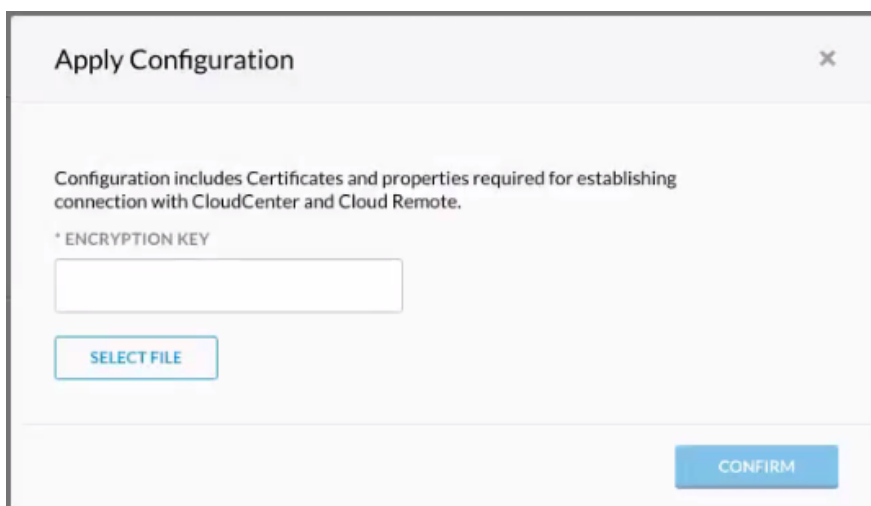 Apply Configuration
Configuration includes Certificates and properties required for establishing
connection with CloudCenter and Cloud Remote.
* ENCRYPTION KEY
SELECT FILE
CONFIRM